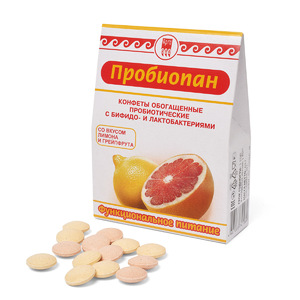 Пробиопан
КОНФЕТЫ ОБОГАЩЕННЫЕ
ПРОБИОТИЧЕСКИЕ
С БИФИДО- И ЛАКТОБАКТЕРИЯМИ
СО ВКУСОМ
ЛИМОНА
И ГРЕЙПФРУТА
Функциональное питание